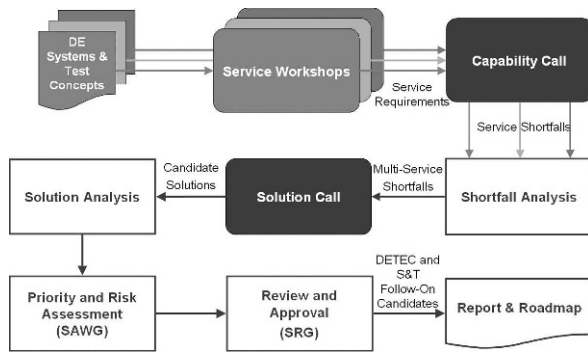 DE
Systems &
Test
Concepts
Service Workshops
Service
Requirements
Capability Call
Service Shortfalls
Solution Analysis
Candidate
Solutions
Solution Call
Multi-Service
Shortfalls
Shortfall Analysis
Priority and Risk
Assessment
(SAWG)
Review and
Approval
(SRG)
DETEC and
S&T
Follow-On
Candidates
Report & Roadmap